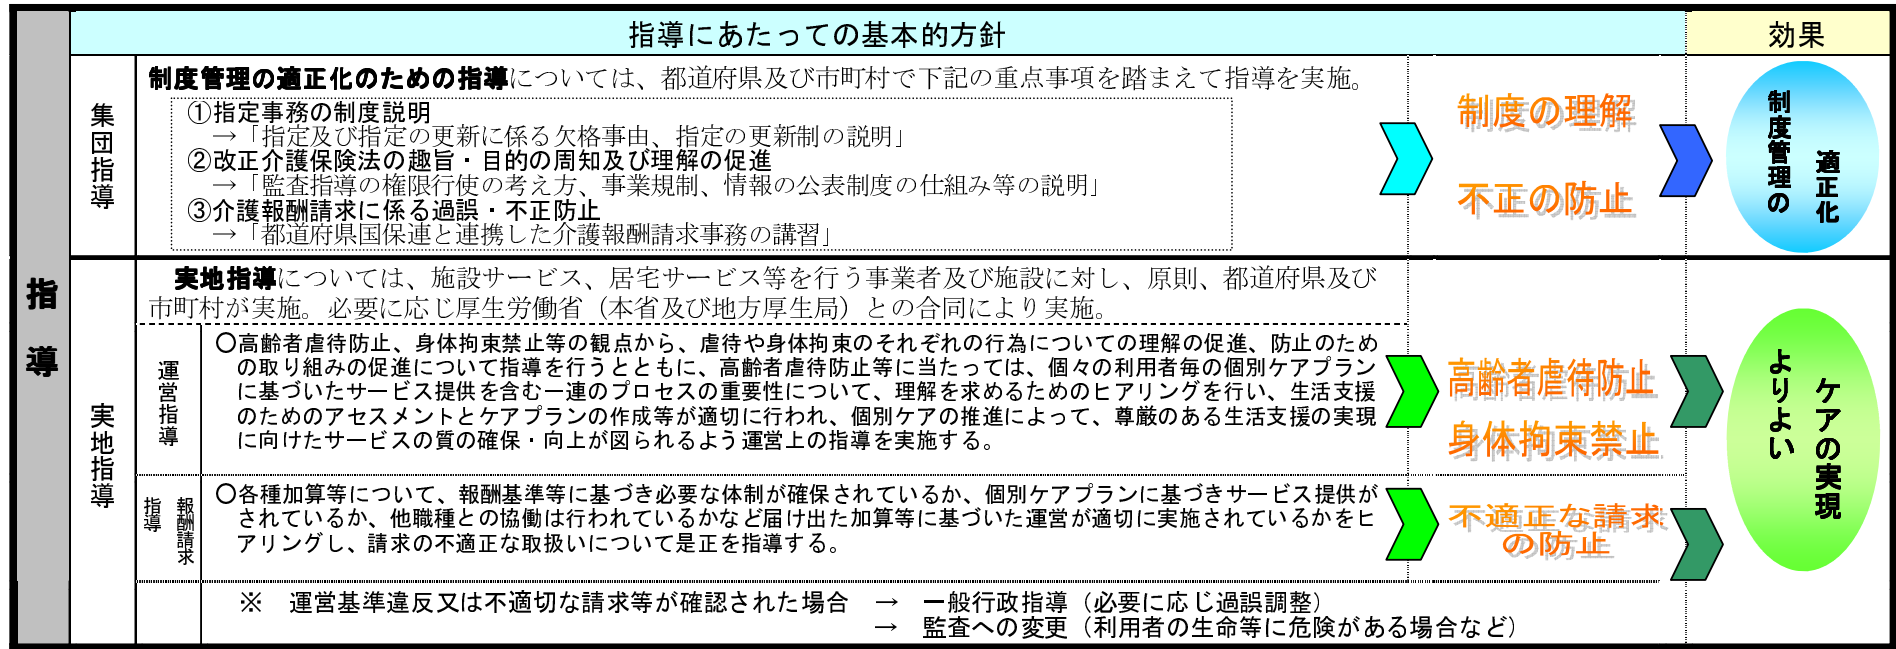 指導にあたっての基本的方針
効果
指導
集団指導
制度管理の適正化のための指導については、都道府県及び市町村で下記の重点事項を踏まえて指導を実施。
①指定事務の制度説明
→「指定及び指定の更新に係る欠格事由、指定の更新制の説明」
②改正介護保険法の趣旨・目的の周知及び理解の促進
→「監査指導の権限行使の考え方、事業規制、情報の公表制度の仕組み等の説明」
③介護報酬請求に係る過誤・不正防止
→「都道府県国保連と連携した介護報酬請求事務の講習」
制度の理解
不正の防止
制度管理の
適正化
実地指導
実地指導については、施設サービス、居宅サービス等を行う事業者及び施設に対し、原則、都道府県及び
市町村が実施。必要に応じ厚生労働省（本省及び地方厚生局）との合同により実施。
運営指導
○高齢者虐待防止、身体拘束禁止等の観点から、虐待や身体拘束のそれぞれの行為についての理解の促進、防止のため
の取り組みの促進について指導を行うとともに、高齢者虐待防止等に当たっては、個々の利用者毎の個別ケアプラン
に基づいたサービス提供を含む一連のプロセスの重要性について、理解を求めるためのヒアリングを行い、生活支援
のためのアセスメントとケアプランの作成等が適切に行われ、個別ケアの推進によって、尊厳のある生活支援の実現
に向けたサービスの質の確保・向上が図られるよう運営上の指導を実施する。
高齢者虐待防止
身体拘束禁止
よりよい
ケアの実現
報酬請求
指導
○各種加算等について、報酬基準等に基づき必要な体制が確保されているか、個別ケアプランに基づきサービス提供が
されているか、他職種との協働は行われているかなど届け出た加算等に基づいた運営が適切に実施されているかをヒ
アリングし、請求の不適正な取扱いについて是正を指導する。
不適正な請求
の防止
※　運営基準違反又は不適切な請求等が確認された場合　→　一般行政指導（必要に応じ過誤調整）
→　監査への変更（利用者の生命等に危険がある場合など）